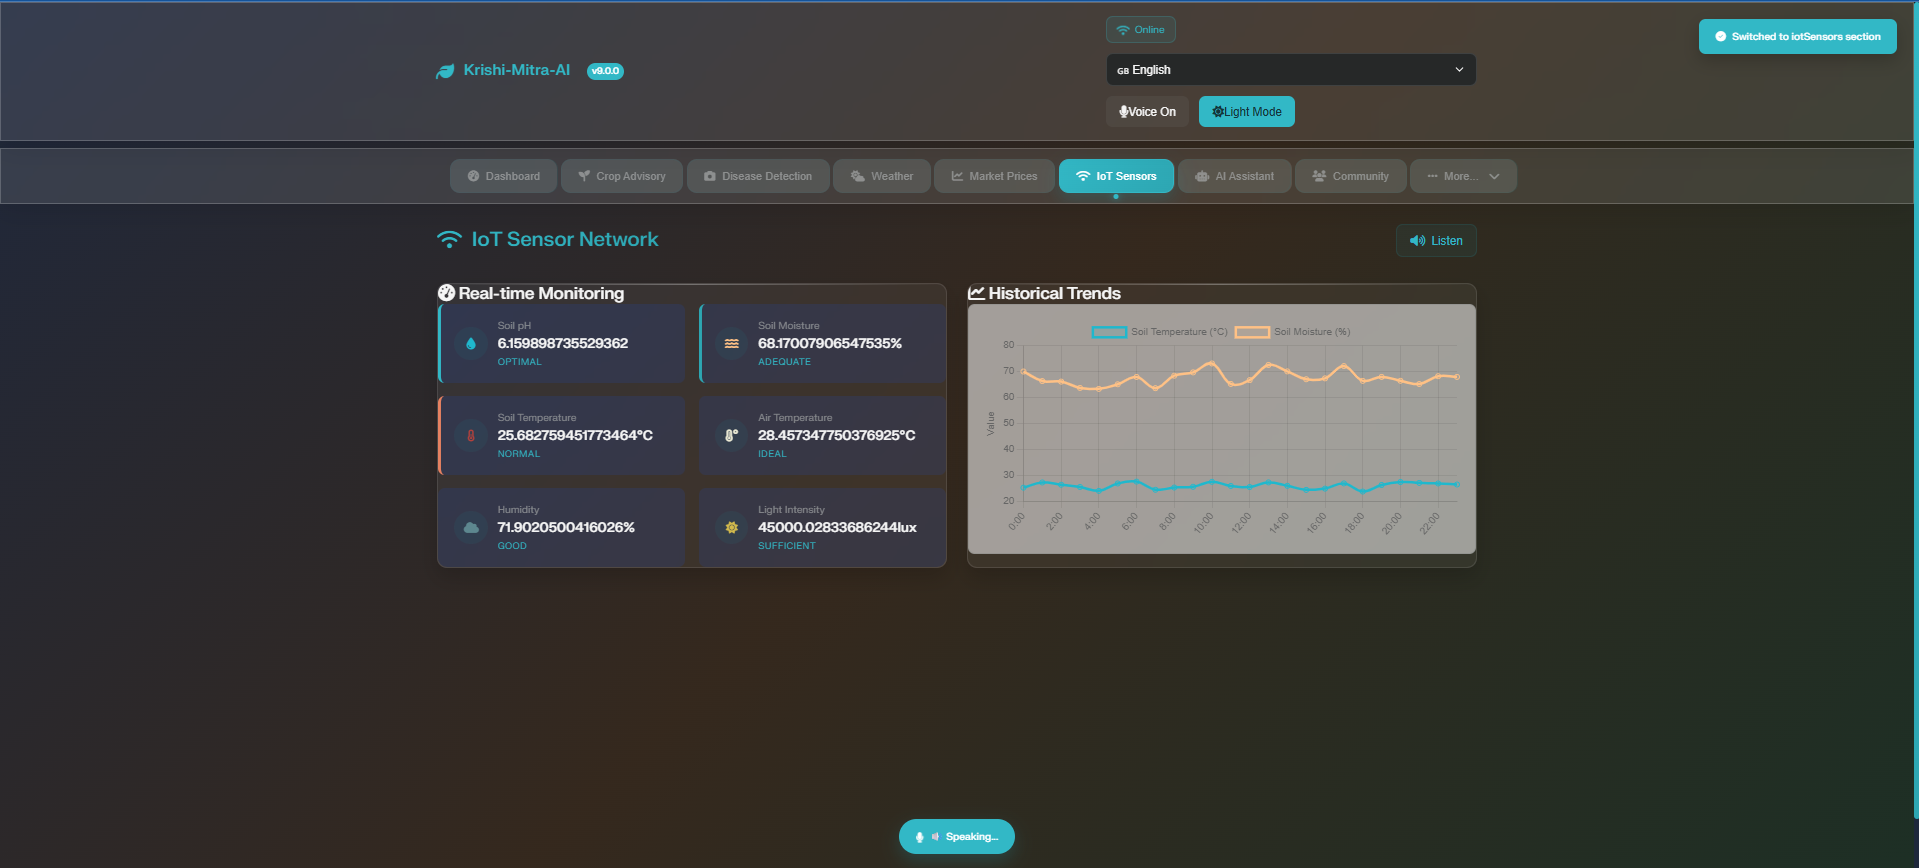 Online
Switched to iotSensors section
Krishi-Mitra-AI v9.0.0
GB English
Voice On Light Mode
Dashboard Crop Advisory Disease Detection Weather Market Prices IoT Sensors AI Assistant Community More...
IoT Sensor Network
Listen
Real-time Monitoring
Soil pH
6.159898735529362
OPTIMAL
Soil Moisture
68.17007906547535%
ADEQUATE
Soil Temperature
25.682759451773464°C
NORMAL
Air Temperature
28.457347750376925°C
IDEAL
Humidity
71.9020500416026%
GOOD
Light Intensity
45000.02833686244lux
SUFFICIENT
Historical Trends
Soil Temperature (°C) Soil Moisture (%)
80
70
60
50
40
30
20
Value
0:00 2:00 4:00 6:00 8:00 10:00 12:00 14:00 16:00 18:00 20:00 22:00
Speaking...